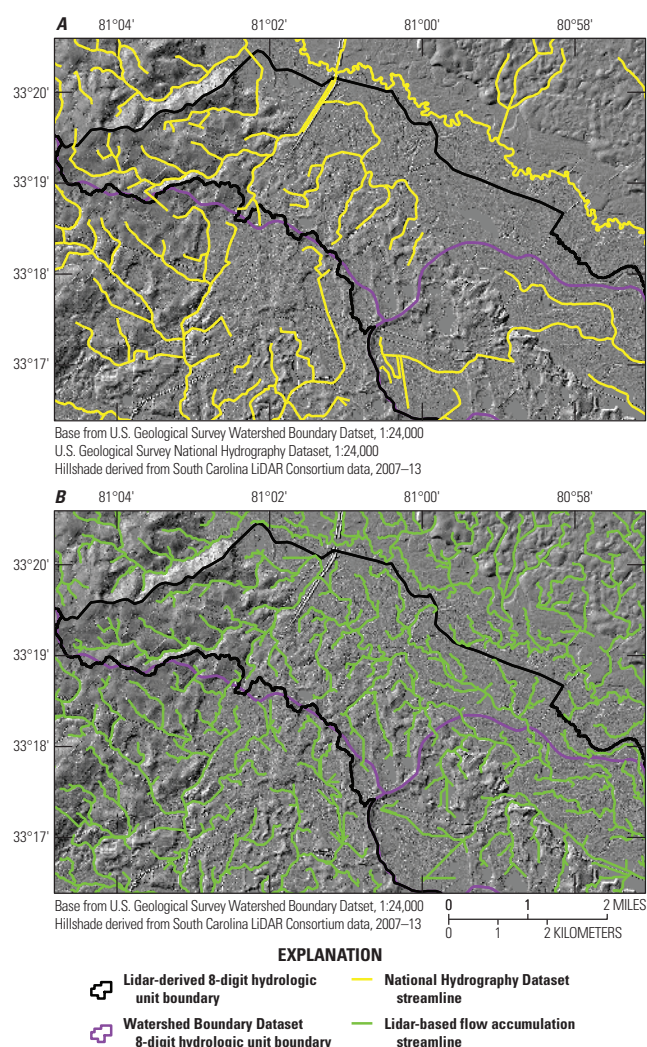 A
81°04' 81°02' 81°00' 80°58'
33°20'
33°19'
33°18'
33°17'
Base from U.S. Geological Survey Watershed Boundary Datset, 1:24,000
U.S. Geological Survey National Hydrography Dataset, 1:24,000
Hillshade derived from South Carolina LiDAR Consortium data, 2007–13
B
81°04' 81°02' 81°00' 80°58'
33°20'
33°19'
33°18'
33°17'
Base from U.S. Geological Survey Watershed Boundary Datset, 1:24,000
Hillshade derived from South Carolina LiDAR Consortium data, 2007–13
0 1 2 MILES
0 1 2 KILOMETERS
EXPLANATION
Lidar-derived 8-digit hydrologic
unit boundary
National Hydrography Dataset
streamline
Watershed Boundary Dataset
8-digit hydrologic unit boundary
Lidar-based flow accumulation
streamline